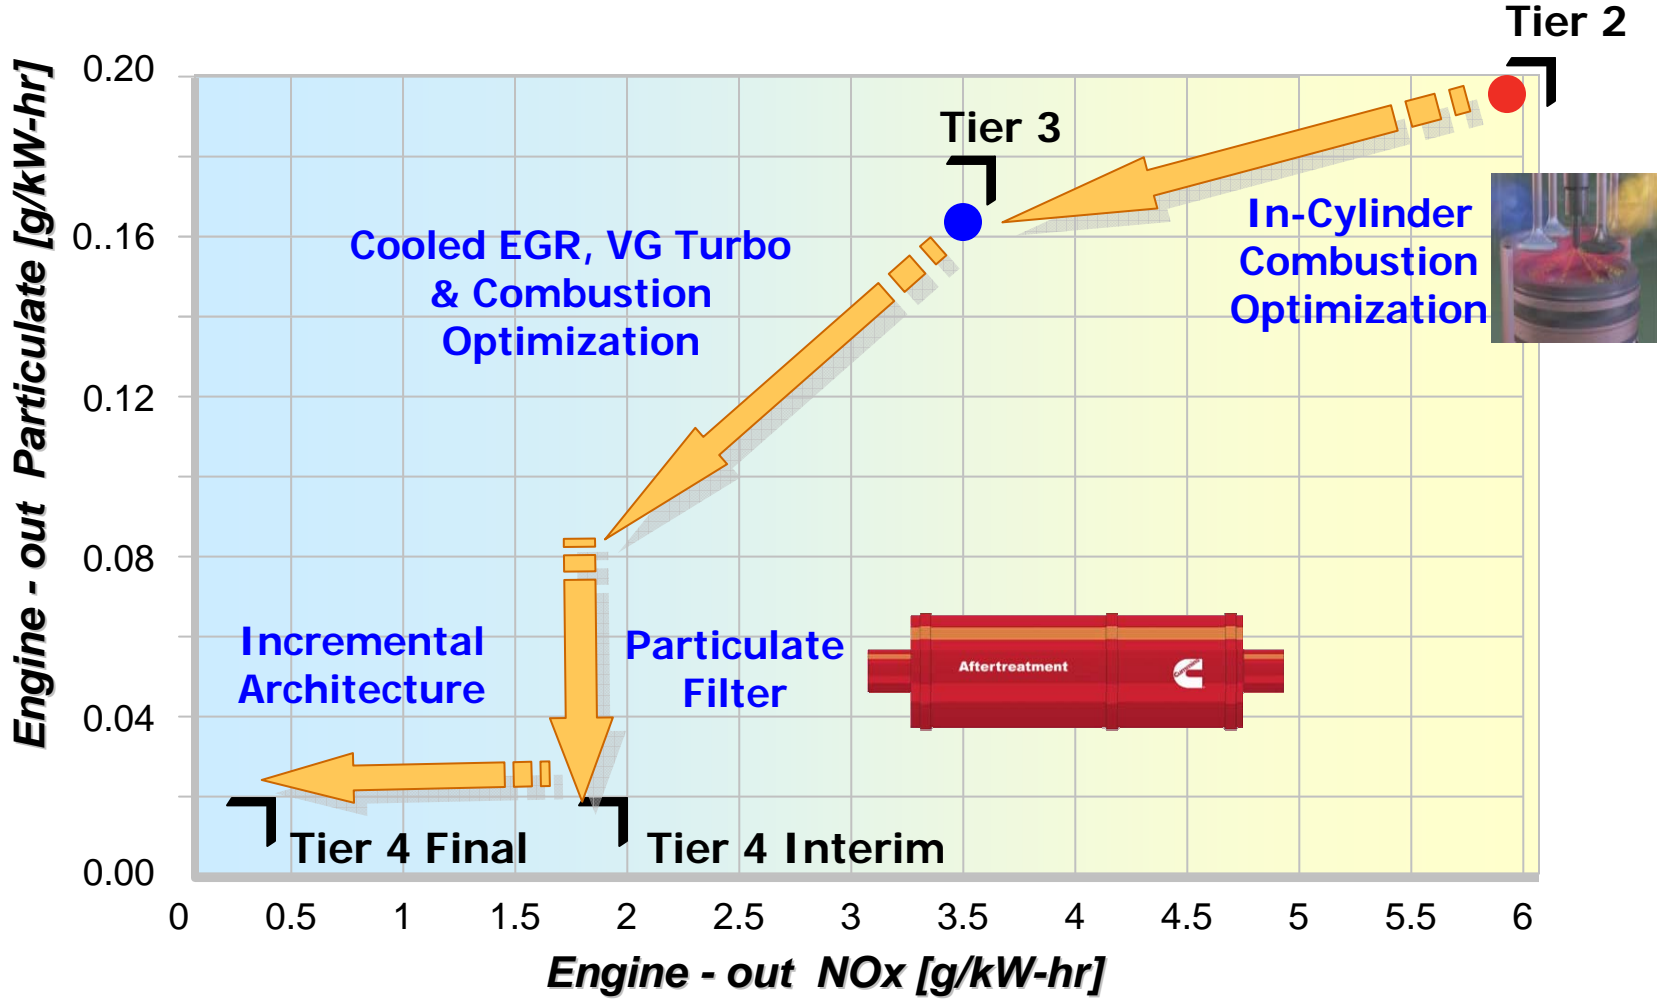 Tier 2
Engine - out Particulate [g/kW-hr]
0.20
Tier 3
0..16
Cooled EGR, VG Turbo
& Combustion
Optimization
In-Cylinder
Combustion
Optimization
0.12
0.08
Incremental
Architecture
Particulate
Filter
Aftertreatment
0.04
Tier 4 Final
Tier 4 Interim
0.00
0 0.5 1 1.5 2 2.5 3 3.5 4 4.5 5 5.5 6
Engine - out NOx [g/kW-hr]